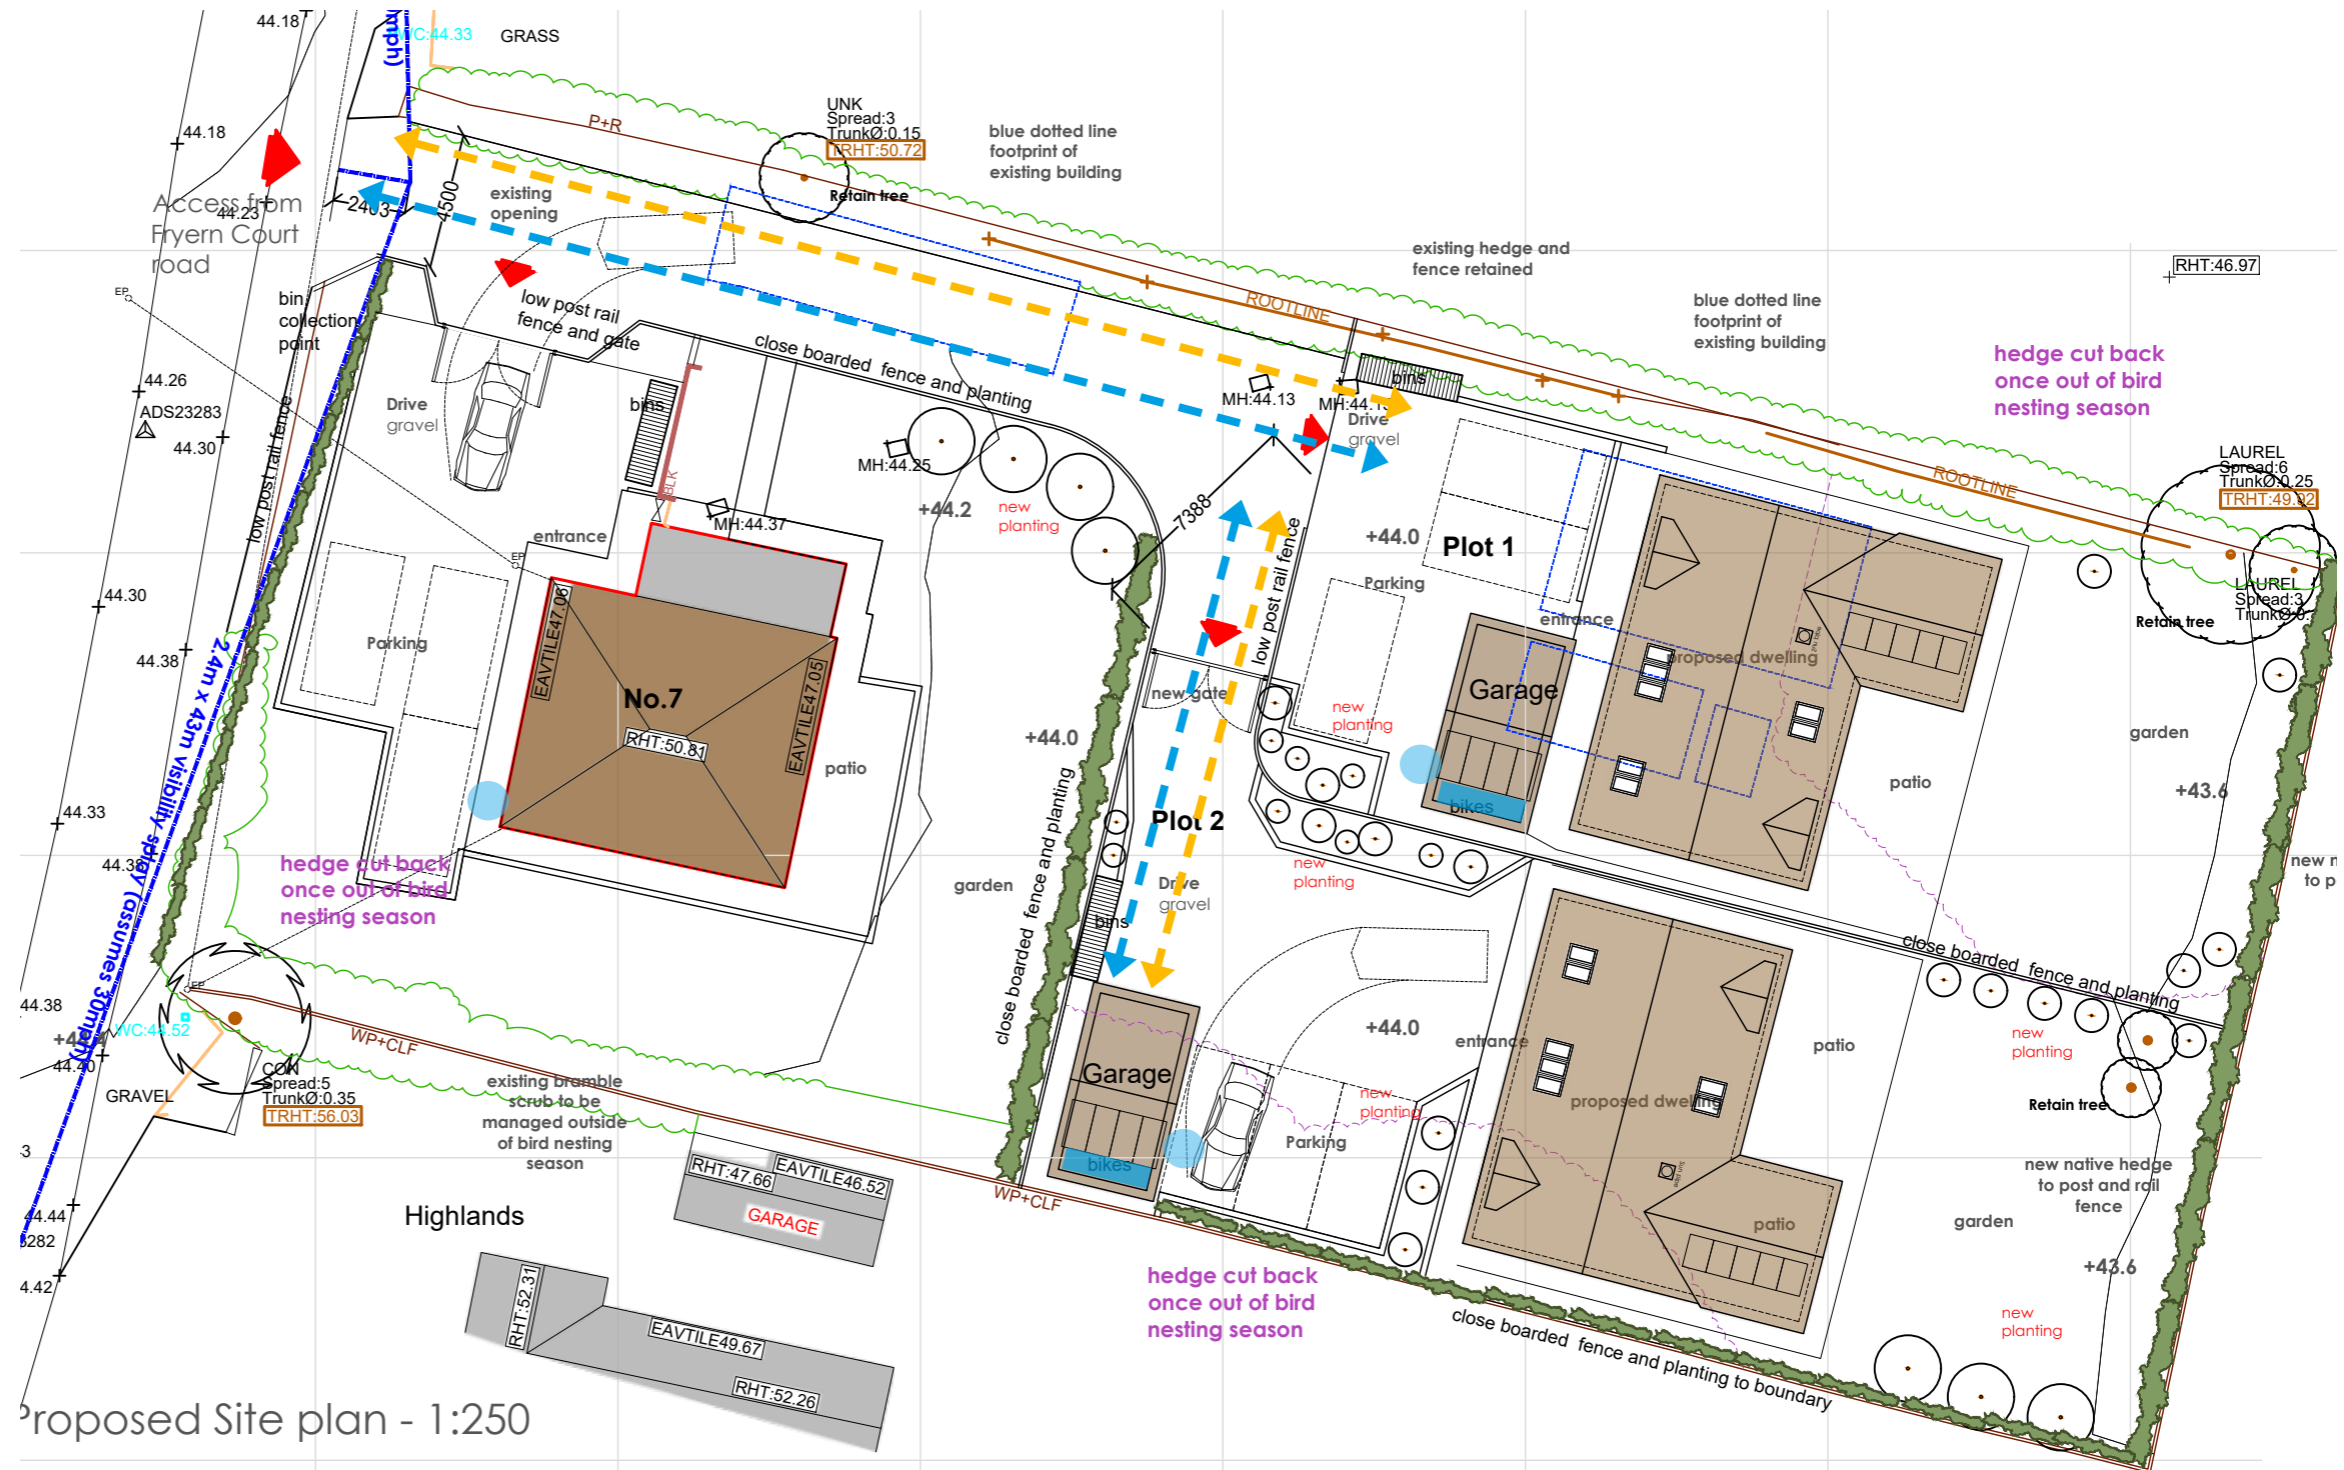 44.18
mph)
WC:44.33
GRASS
UNK
Spread:3
TrunkØ:0.15
TRHT:50.72
P+R
44.18
blue dotted line
footprint of
existing building
Retain tree
existing
opening
4500
2403
Access from
Fryern Court
road
44.23
existing hedge and
fence retained
RHT:46.97
EP
bin
collection
point
low post rail
fence and gate
ROOTLINE
blue dotted line
footprint of
existing building
close boarded fence and planting
hedge cut back
once out of bird
nesting season
44.26
ADS23283
44.30
low post rail fence
Drive
gravel
bins
bins
MH:44.13
MH:44.13
Drive
gravel
MH:44.25
BLK
LAUREL
Spread:6
TrunkØ:0.25
TRHT:49.92
ROOTLINE
7388
+44.2
new
planting
MH:44.37
entrance
EP
+44.0
Plot 1
Parking
low post rail fence
LAUREL
Spread:3
TrunkØ:0.
Retain tree
44.30
44.38
Parking
EAVTILE47.06
EAVTILE47.05
No.7
RHT:50.81
entrance
proposed dwelling
Garage
new gate
new
planting
2.4m x 43m visibility splay (assumes 30mph)
+44.0
patio
garden
patio
+43.6
44.33
44.38
Plot 2
bikes
hedge cut back
once out of bird
nesting season
garden
close boarded fence and planting
new
planting
Drive
gravel
bins
new n
to p
close boarded fence and planting
44.38
EP
WC:44.52
+44.4
44.40
WP+CLF
+44.0
entrance
patio
new
planting
GRAVEL
CON
Spread:5
TrunkØ:0.35
TRHT:56.03
existing bramble
scrub to be
managed outside
of bird nesting
season
Garage
new
planting
proposed dwelling
Retain tree
Parking
bikes
RHT:47.66
EAVTILE46.52
GARAGE
WP+CLF
new native hedge
to post and rail
fence
3
44.44
5282
4.42
Highlands
patio
garden
+43.6
hedge cut back
once out of bird
nesting season
RHT:52.31
EAVTILE49.67
RHT:52.26
close boarded fence and planting to boundary
new
planting
Proposed Site plan - 1:250